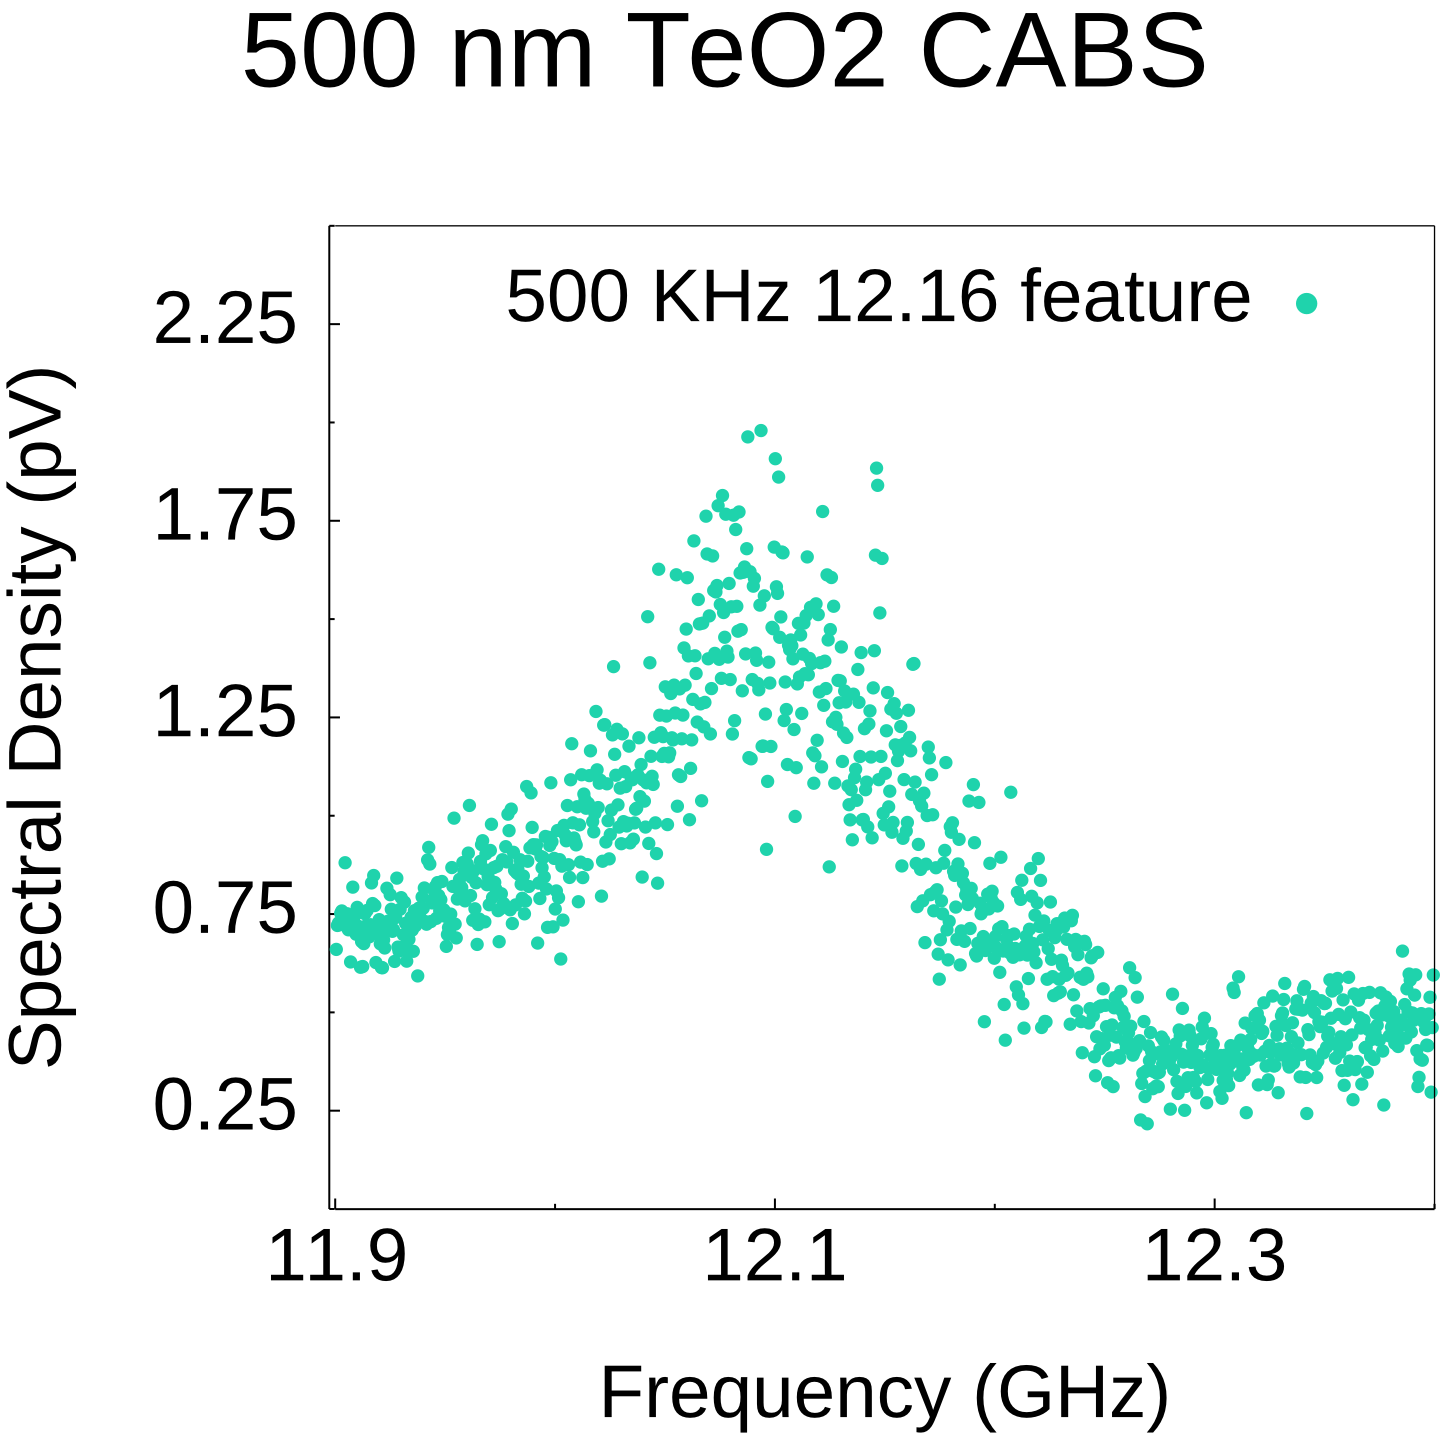 500 nm TeO2 CABS
500 KHz 12.16 feature
2.25
1.75
1.25
0.75
0.25
Spectral Density (pV)
11.9 12.1 12.3
Frequency (GHz)